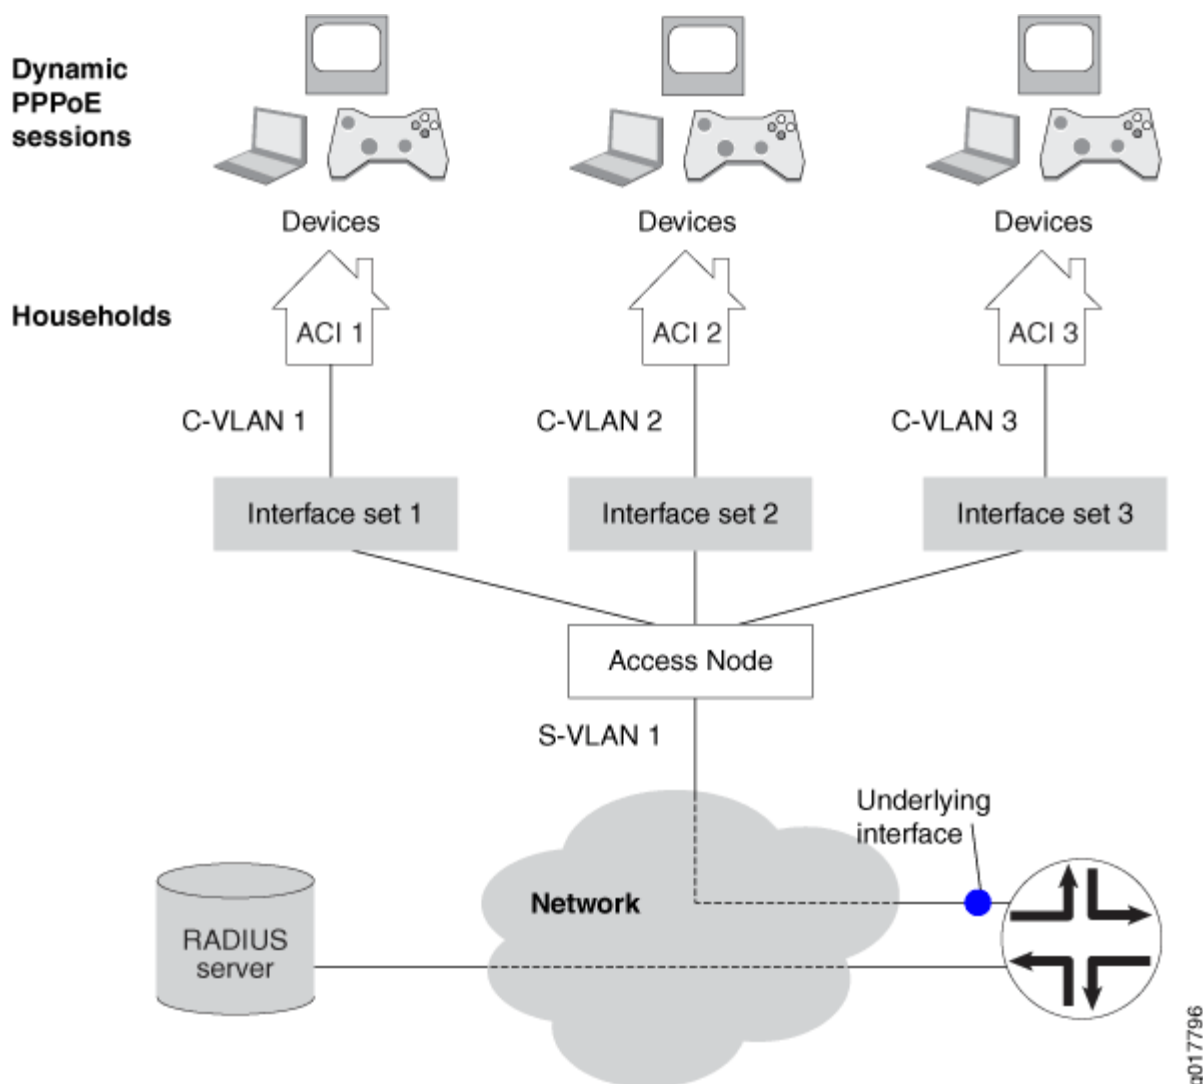 Dynamic
PPPoE
sessions
Devices
Devices
Devices
Households
ACI 1
ACI 2
ACI 3
C-VLAN 1
C-VLAN 2
C-VLAN 3
Interface set 1
Interface set 2
Interface set 3
Access Node
S-VLAN 1
Underlying
interface
Network
RADIUS
server
g017796